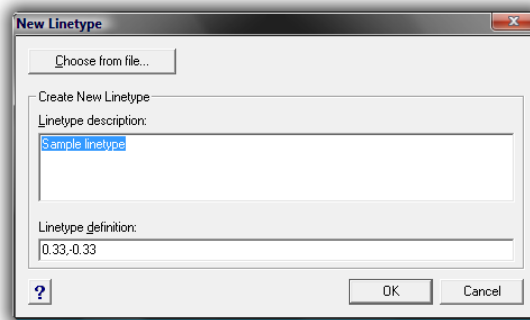 New Linetype
Choose from file...
Create New Linetype
Linetype description:
Sample linetype
Linetype definition:
0.33,-0.33
?
OK
Cancel